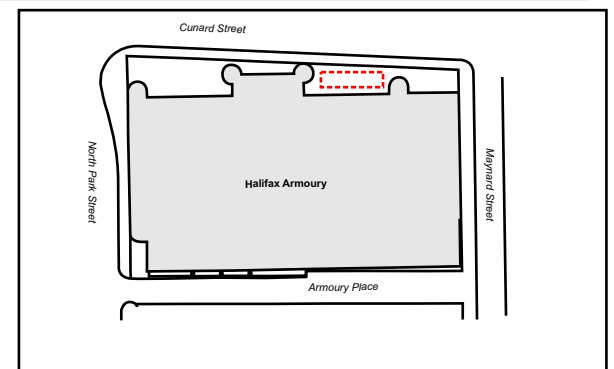 Cunard Street
North Park Street
Halifax Armoury
Maynard Street
Armoury Place